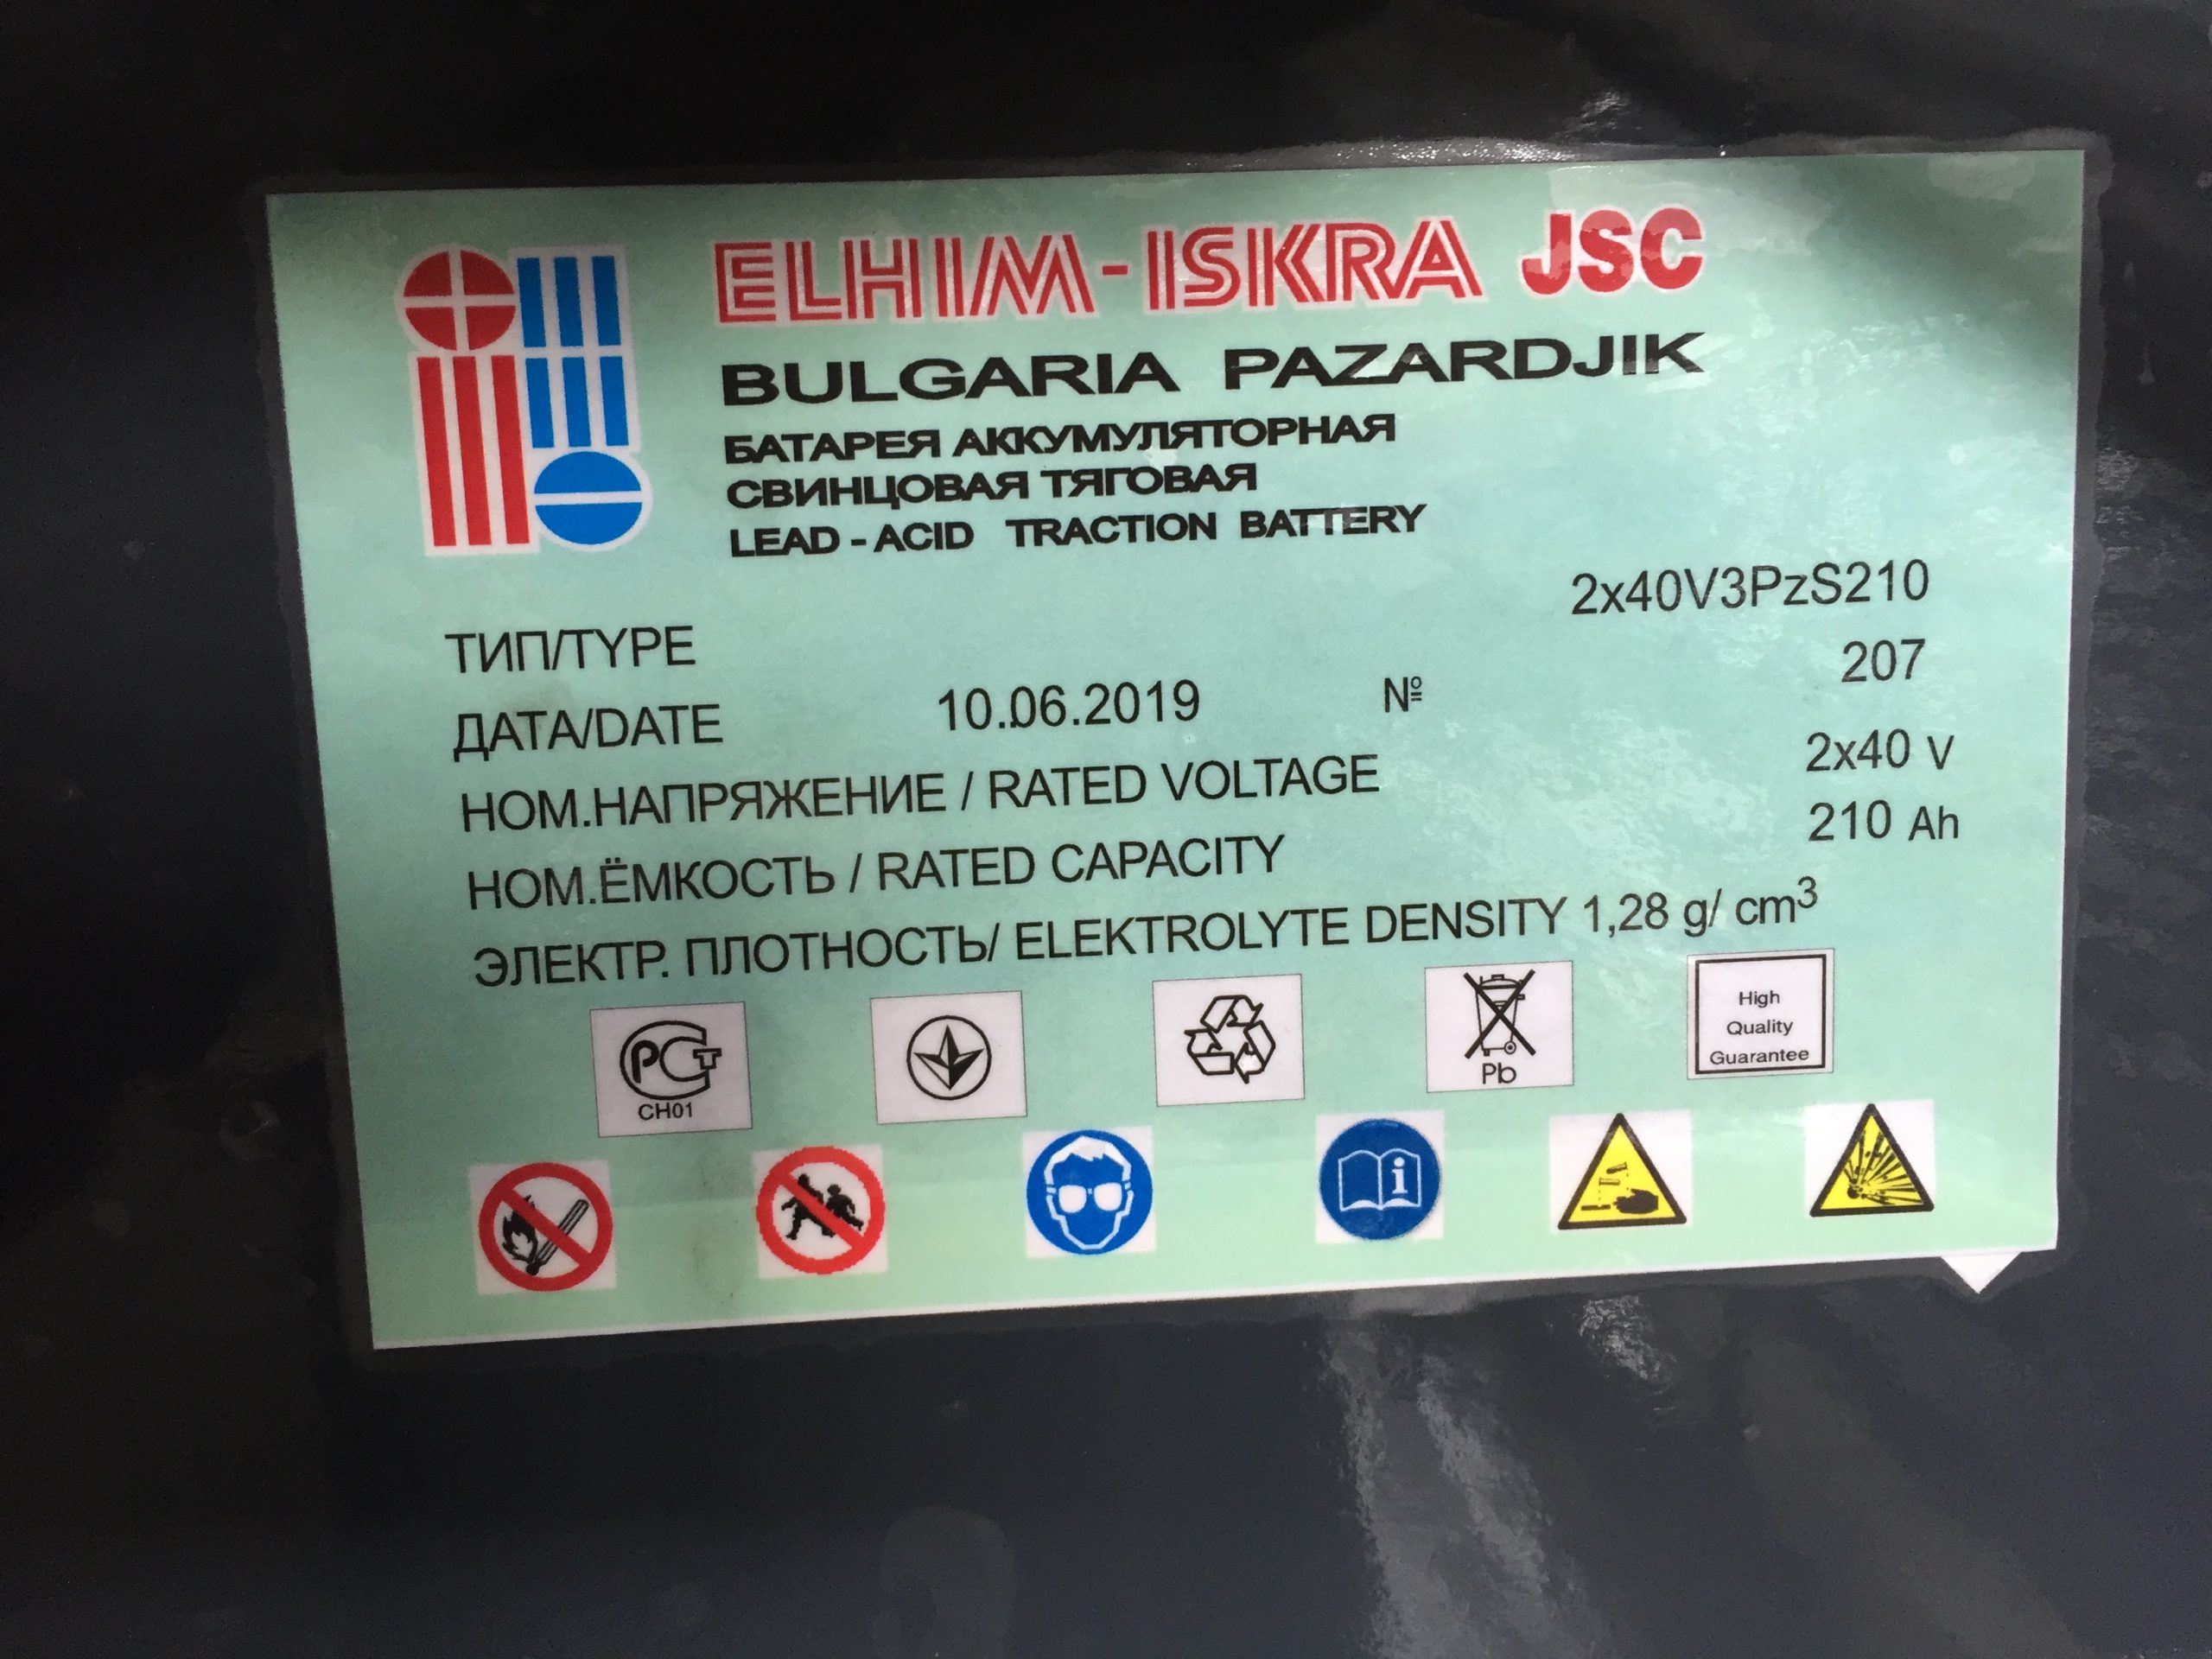 ELHIM-ISKRA JSC
BULGARIA PAZARDJIK
БАТАРЕЯ АККУМУЛЯТОРНАЯ
СВИНЦОВАЯ ТЯГОВАЯ
LEAD - ACID TRACTION BATTERY
ТИП/TYPE 2x40V3PzS210
ДАТА/DATE 10..06.2019 № 207
НОМ.НАПРЯЖЕНИЕ / RATED VOLTAGE 2x40 V
НОМ.ЁМКОСТЬ / RATED CAPACITY 210 Ah
ЭЛЕКТР. ПЛОТНОСТЬ/ ELEKTROLYTE DENSITY 1,28 g/ cm³
РСТ
СН01
Pb
High
Quality
Guarantee
i